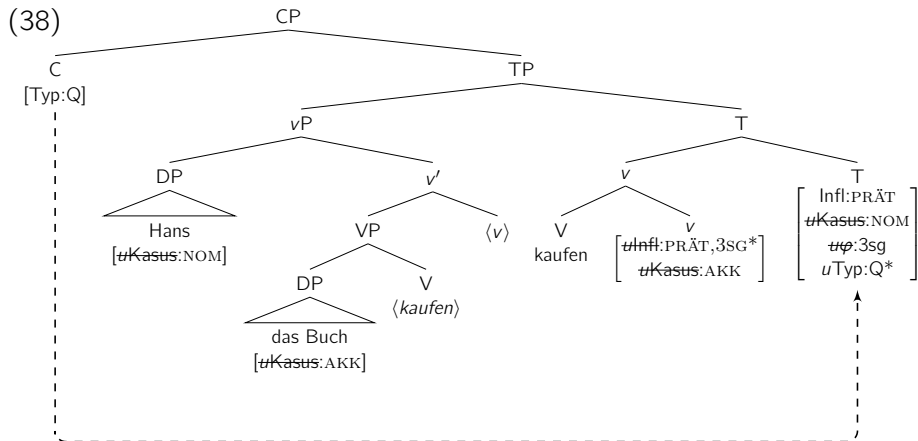 (38)
CP
C
[Typ:Q]
TP
vP
T
DP
Hans
[uKasus:NOM]
v′
v
T
Infl:PRÄT
uKasus:NOM
uφ:3sg
uTyp:Q*
VP
⟨v⟩
V
kaufen
v
uInfl:PRÄT,3SG*
uKasus:AKK
DP
das Buch
[uKasus:AKK]
V
⟨kaufen⟩